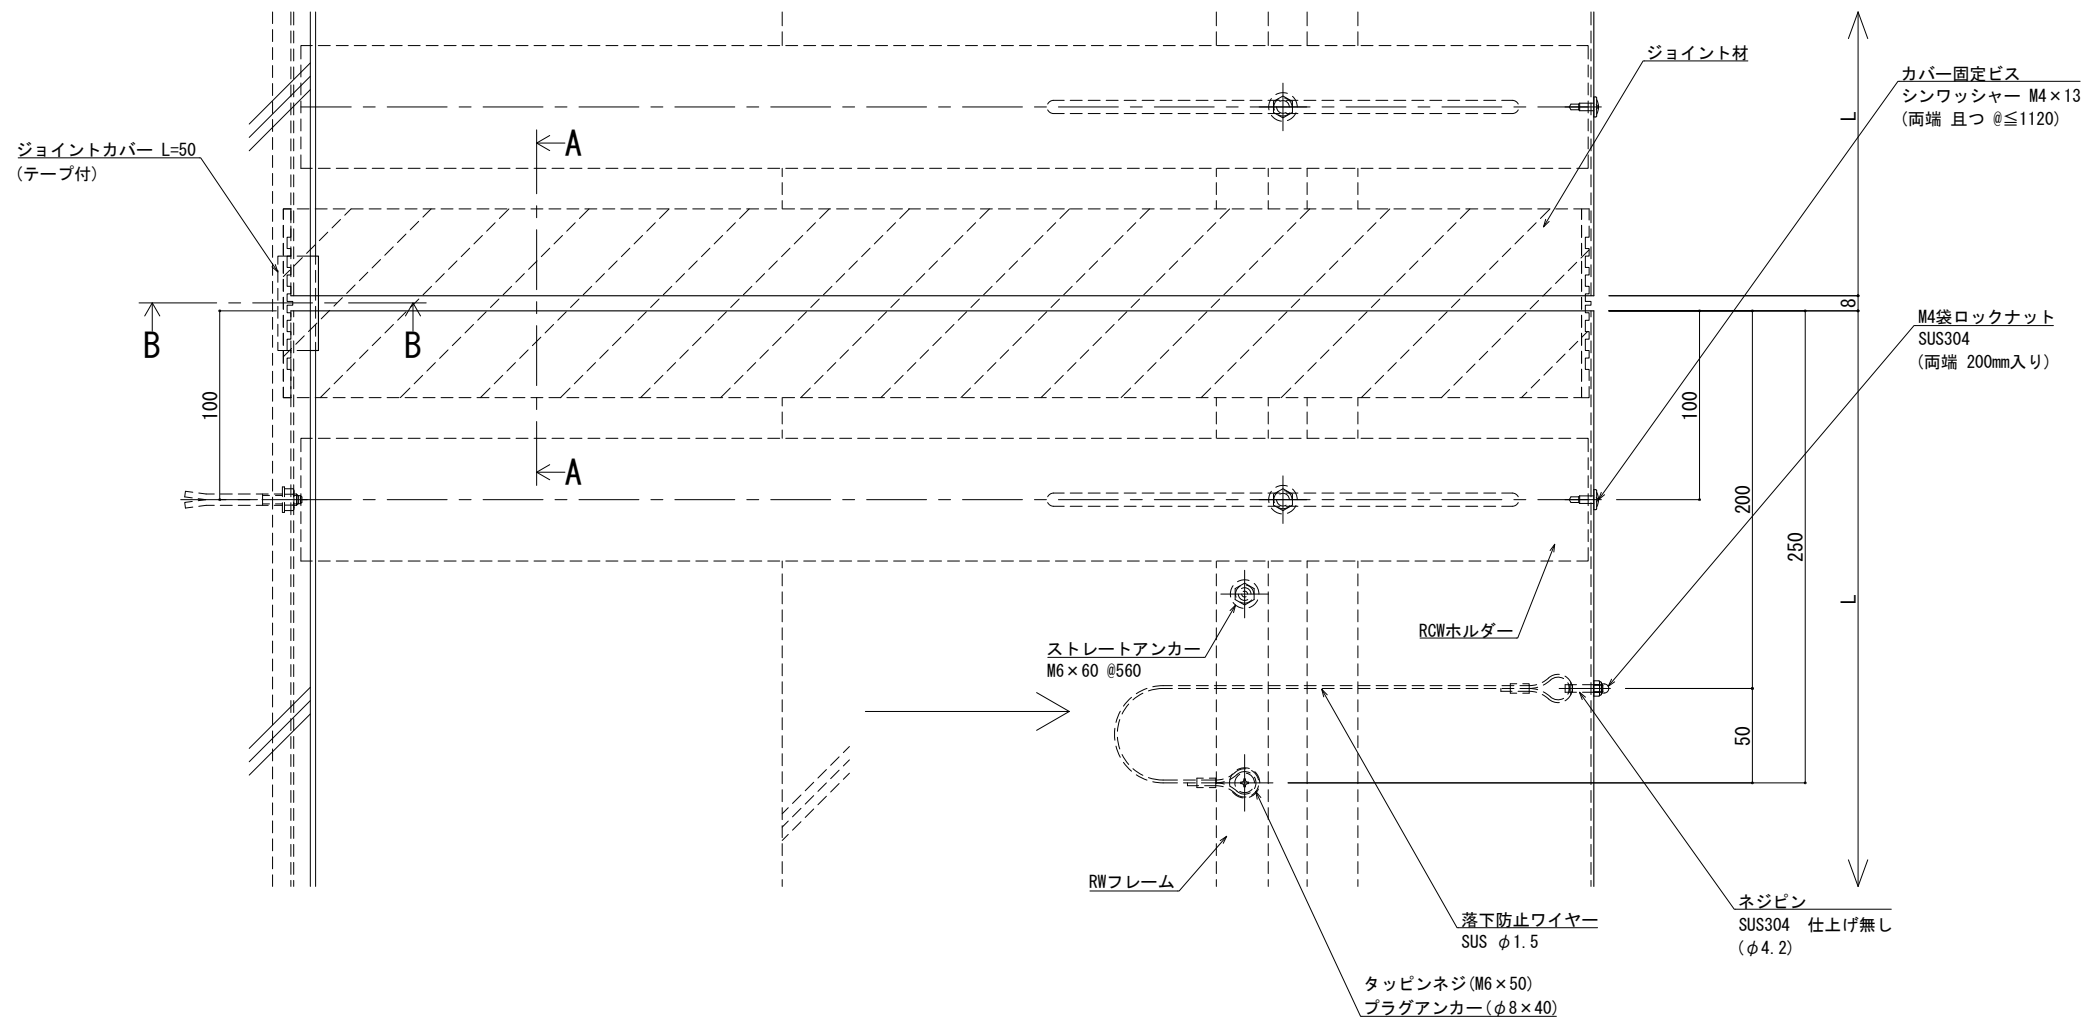 ジョイント材
カバー固定ビス
シンワッシャー M4×13
(両端 且つ @≦1120)
L
A
ジョイントカバー L=50
(テープ付)
8
B
B
M4袋ロックナット
SUS304
(両端 200mm入り)
100
100
A
200
250
L
RCWホルダー
ストレートアンカー
M6×60 @560
50
RWフレーム
落下防止ワイヤー
SUS φ1.5
ネジピン
SUS304 仕上げ無し
(φ4.2)
タッピンネジ(M6×50)
プラグアンカー(φ8×40)